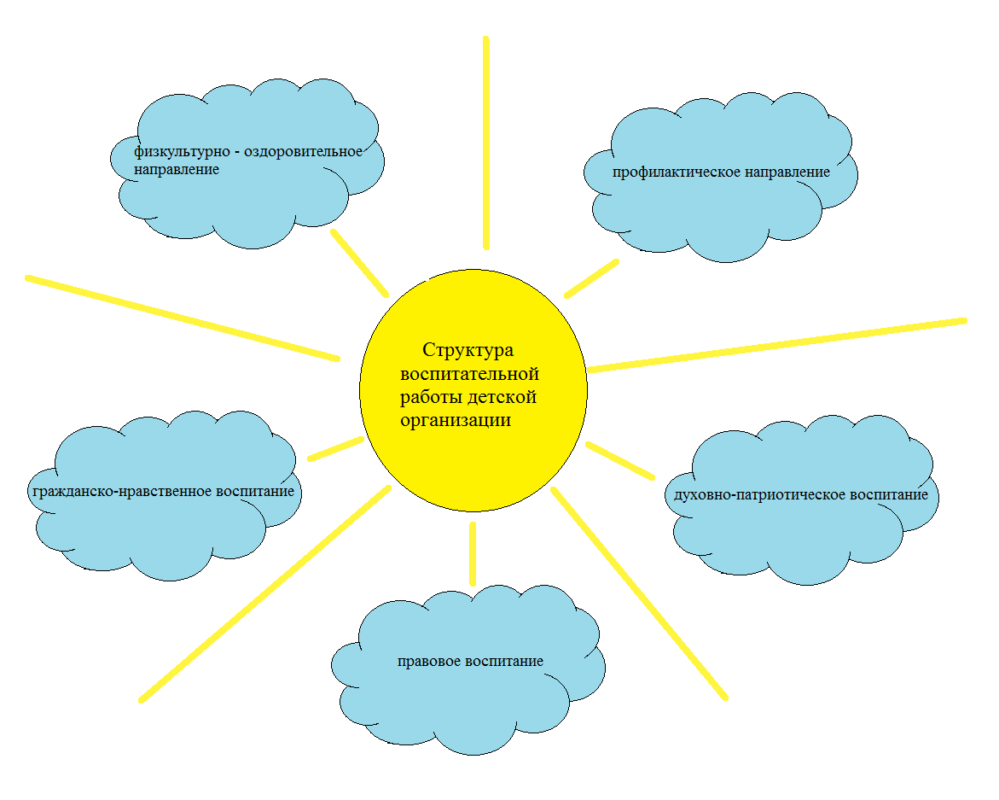 физкультурно - оздоровительное
направление
профилактическое направление
Структура
воспитательной
работы детской
организации
гражданско-нравственное воспитание
духовно-патриотическое воспитание
правовое воспитание